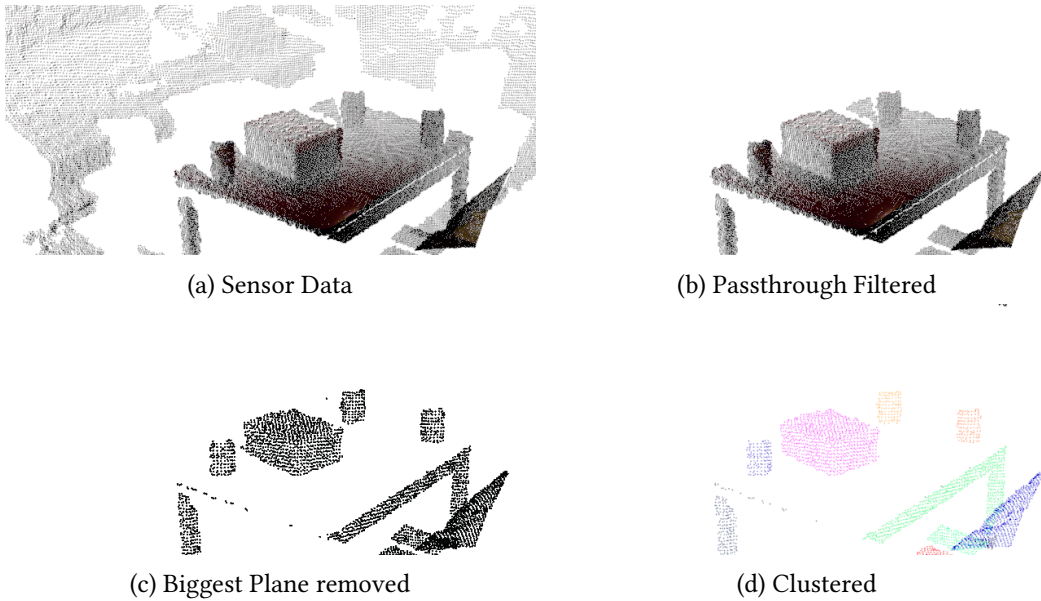 (a) Sensor Data
(b) Passthrough Filtered
(c) Biggest Plane removed
(d) Clustered